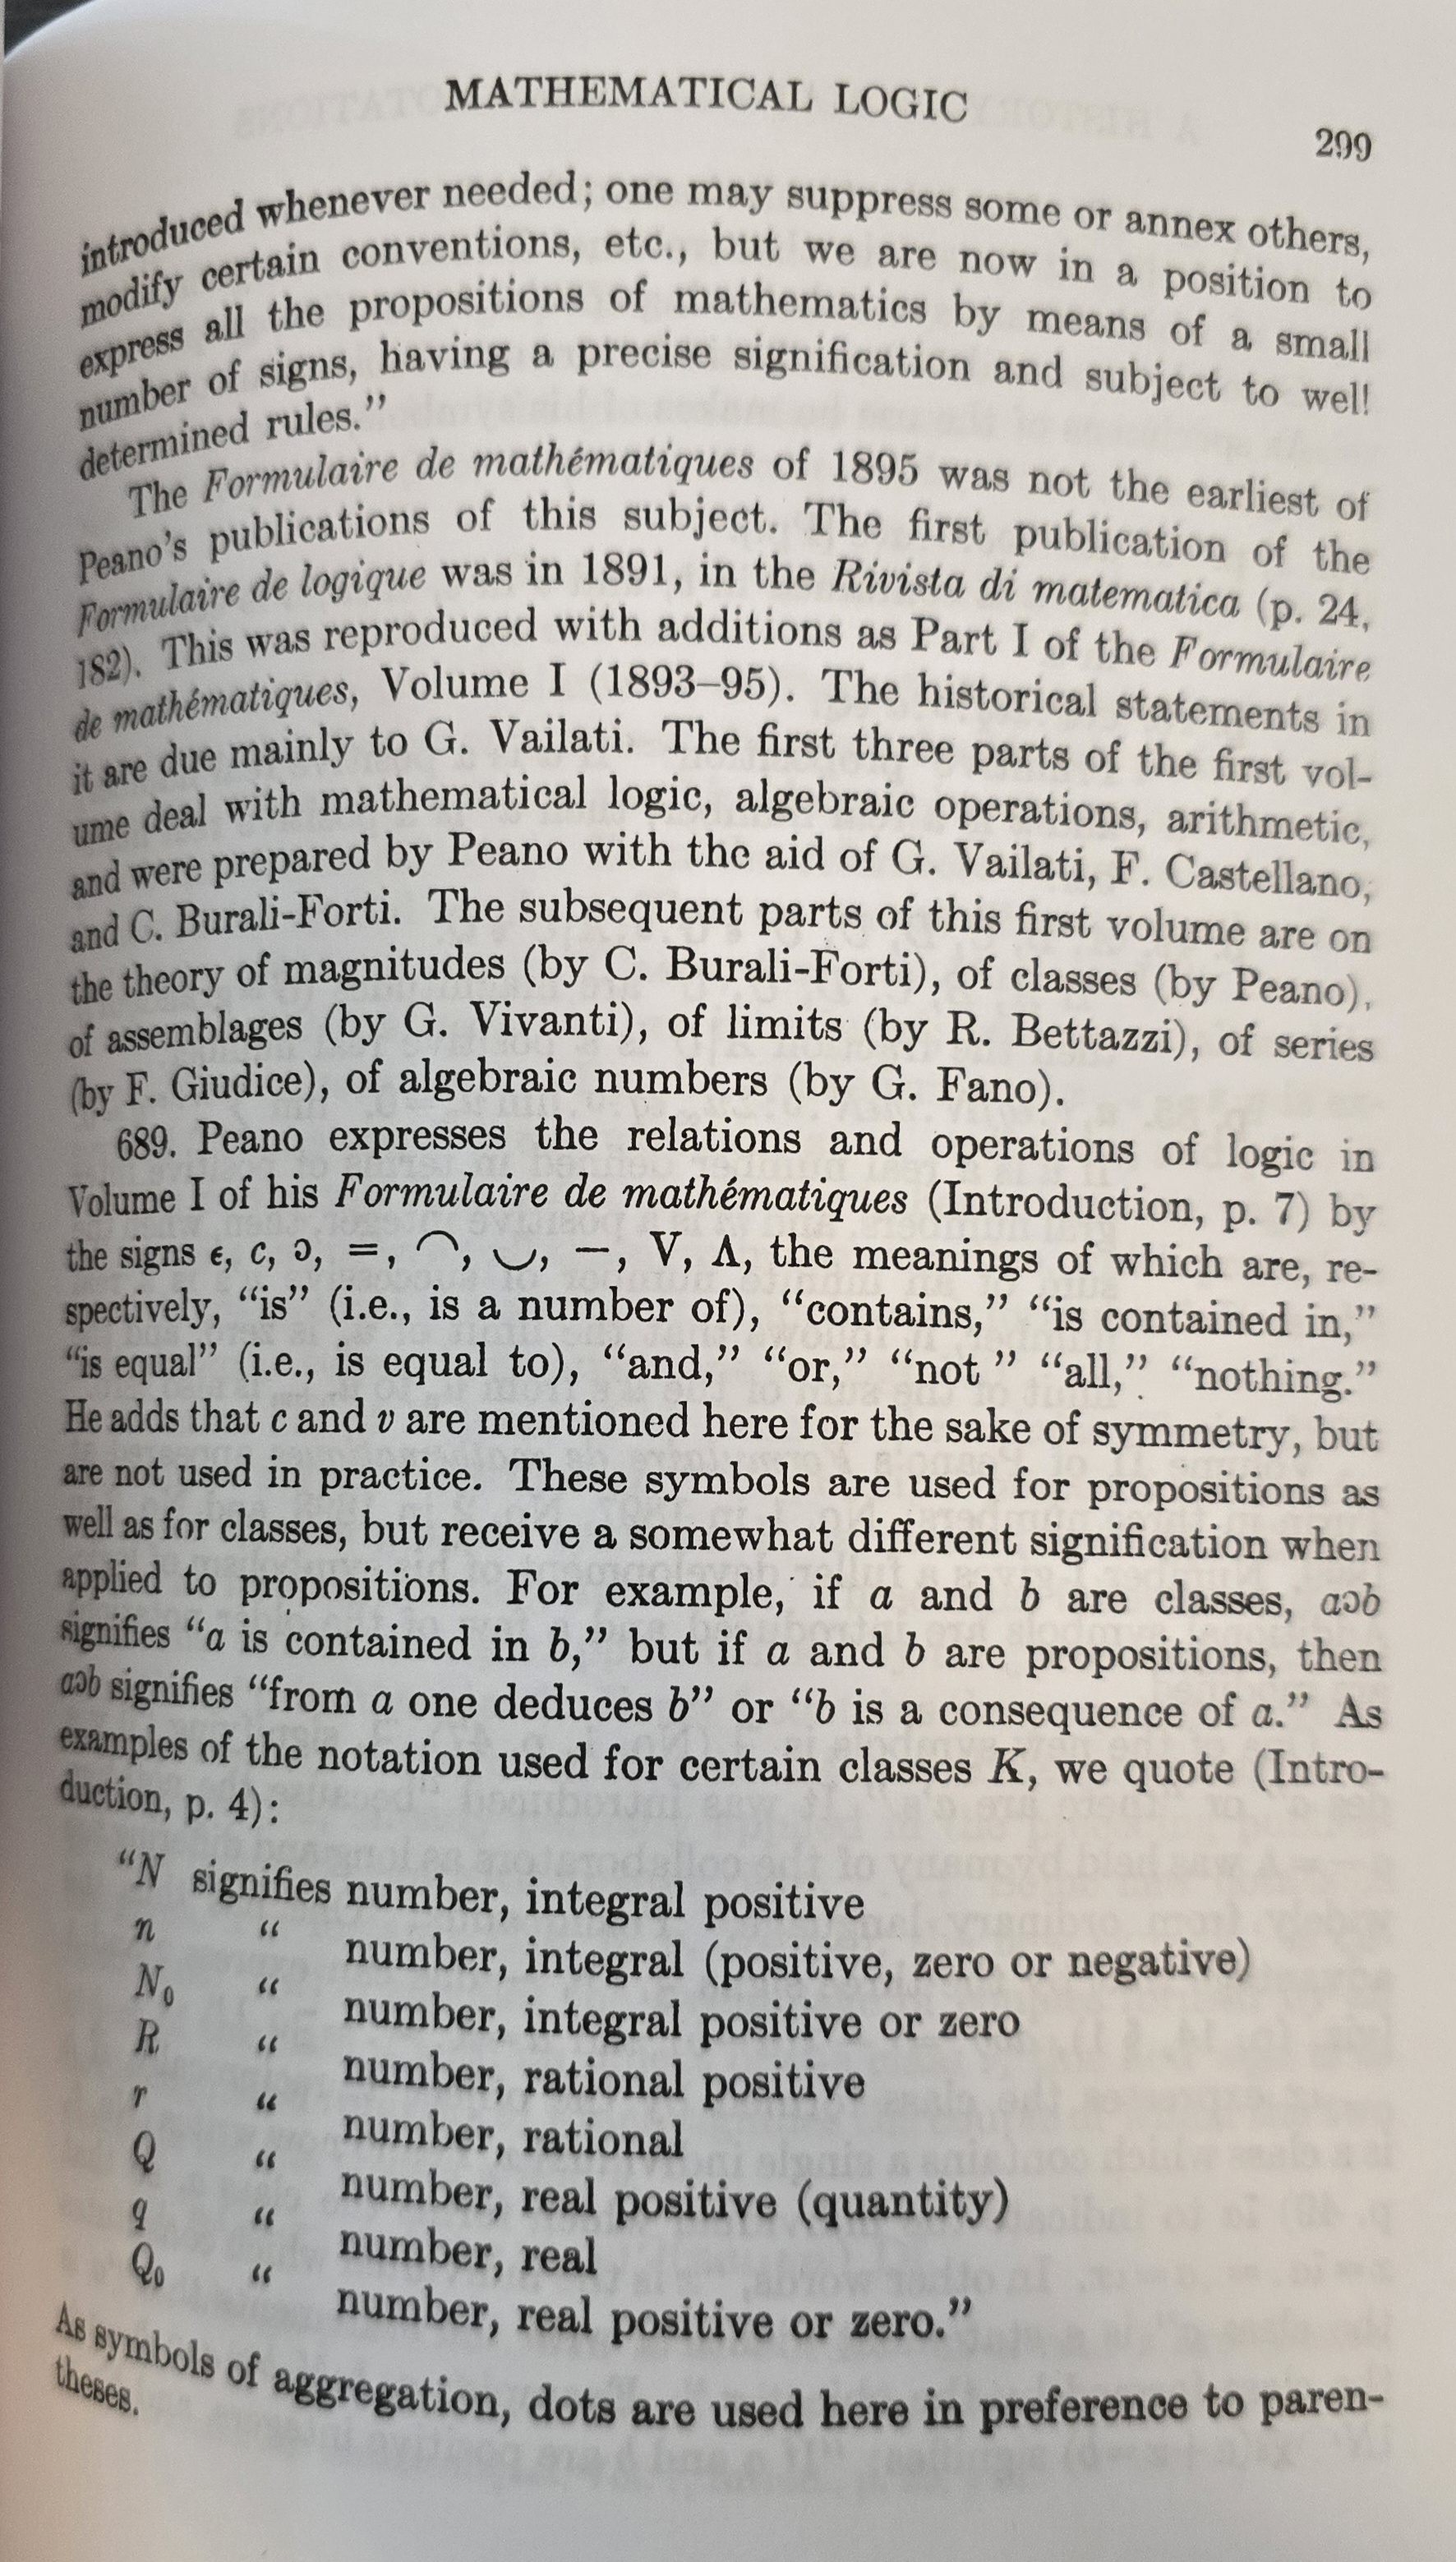 MATHEMATICAL LOGIC
299
introduced whenever needed; one may suppress some or annex others,
modify certain conventions, etc., but we are now in a position to
express all the propositions of mathematics by means of a small
number of signs, having a precise signification and subject to well
determined rules.”
The Formulaire de mathématiques of 1895 was not the earliest of
Peano’s publications of this subject. The first publication of the
Formulaire de logique was in 1891, in the Rivista di matematica (p. 24,
182). This was reproduced with additions as Part I of the Formulaire
de mathématiques, Volume I (1893–95). The historical statements in
it are due mainly to G. Vailati. The first three parts of the first vol-
ume deal with mathematical logic, algebraic operations, arithmetic,
and were prepared by Peano with the aid of G. Vailati, F. Castellano,
and C. Burali-Forti. The subsequent parts of this first volume are on
the theory of magnitudes (by C. Burali-Forti), of classes (by Peano),
of assemblages (by G. Vivanti), of limits (by R. Bettazzi), of series
(by F. Giudice), of algebraic numbers (by G. Fano).
689. Peano expresses the relations and operations of logic in
Volume I of his Formulaire de mathématiques (Introduction, p. 7) by
the signs ϵ, c, ɔ, =, ⌒, ⌣, −, V, Λ, the meanings of which are, re-
spectively, “is” (i.e., is a number of), “contains,” “is contained in,”
“is equal” (i.e., is equal to), “and,” “or,” “not ” “all,” “nothing.”
He adds that c and v are mentioned here for the sake of symmetry, but
are not used in practice. These symbols are used for propositions as
well as for classes, but receive a somewhat different signification when
applied to propositions. For example, if a and b are classes, aɔb
signifies “a is contained in b,” but if a and b are propositions, then
aɔb signifies “from a one deduces b” or “b is a consequence of a.” As
examples of the notation used for certain classes K, we quote (Intro-
duction, p. 4):
“N signifies number, integral positive
n “ number, integral (positive, zero or negative)
N₀ “ number, integral positive or zero
R “ number, rational positive
r “ number, rational
Q “ number, real positive (quantity)
q “ number, real
Q₀ “ number, real positive or zero.”
As symbols of aggregation, dots are used here in preference to paren-
theses.